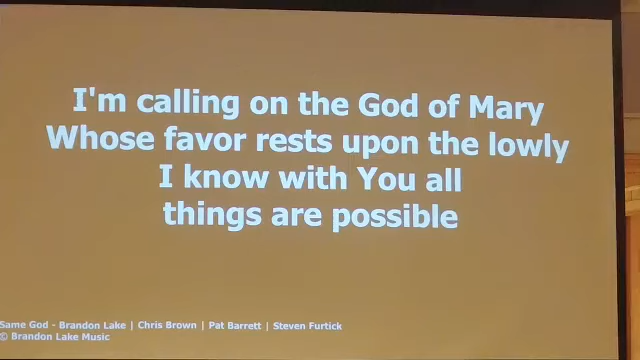 I'm calling on the God of Mary
Whose favor rests upon the lowly
I know with You all
things are possible
Same God - Brandon Lake | Chris Brown | Pat Barrett | Steven Furtick
© Brandon Lake Music